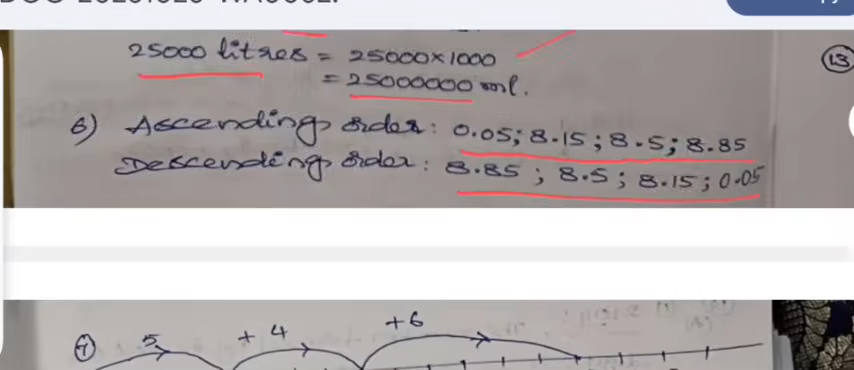 25000 litres = 25000×1000
= 25000000 ml.
13
6) Ascending order: 0.05; 8.15; 8.5; 8.85
Descending order: 8.85; 8.5; 8.15; 0.05
7 5 + 4 +6